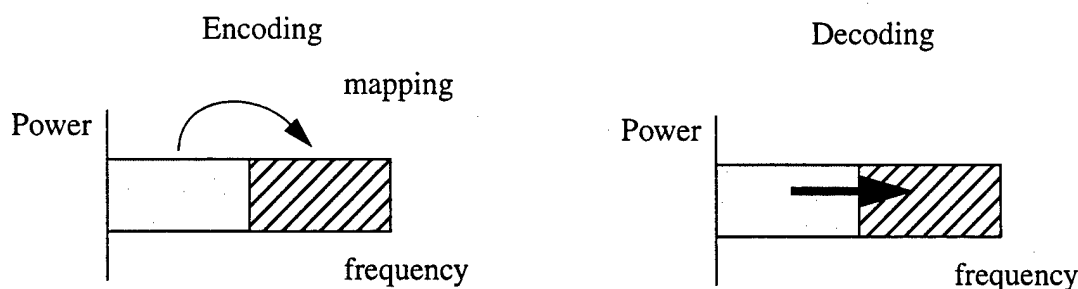 Encoding
mapping
Power
frequency
Decoding
Power
frequency